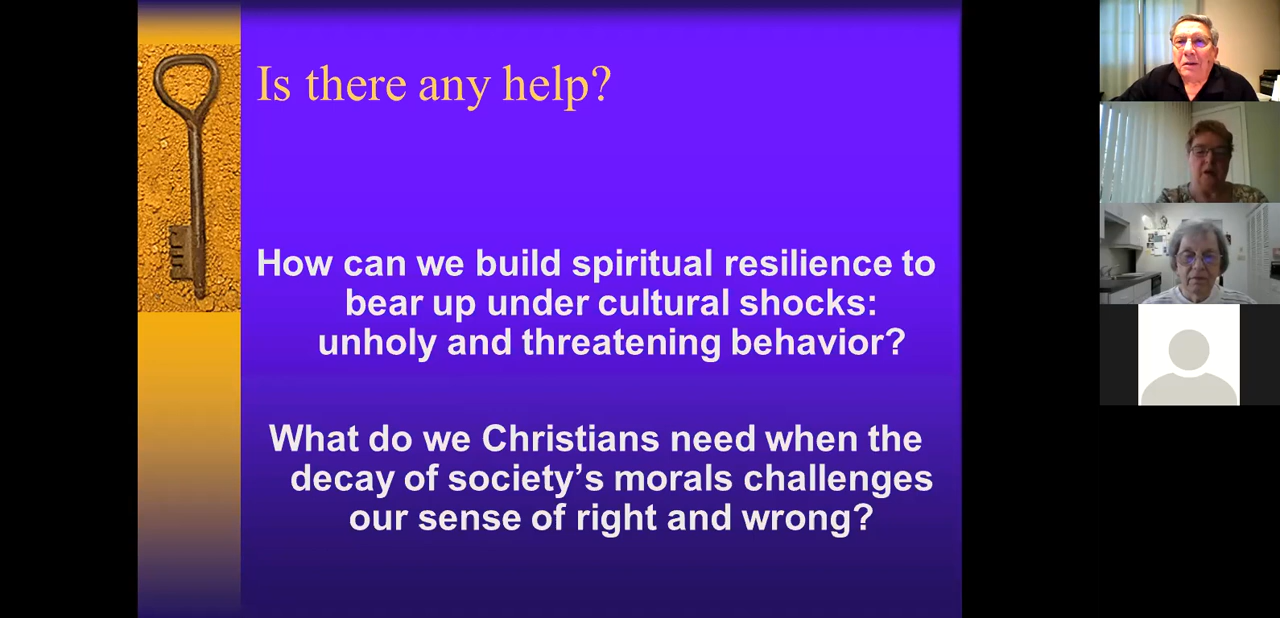 Is there any help?
How can we build spiritual resilience to
bear up under cultural shocks:
unholy and threatening behavior?
What do we Christians need when the
decay of society’s morals challenges
our sense of right and wrong?